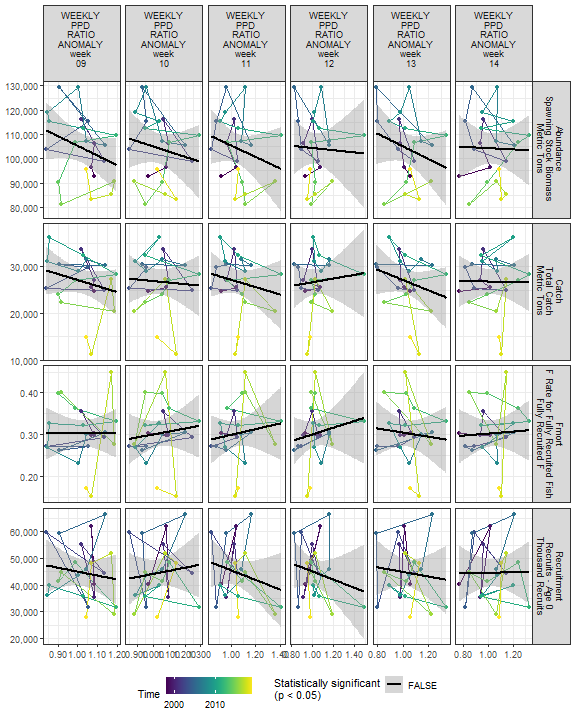 WEEKLY
PPD
RATIO
ANOMALY
week
09
WEEKLY
PPD
RATIO
ANOMALY
week
10
WEEKLY
PPD
RATIO
ANOMALY
week
11
WEEKLY
PPD
RATIO
ANOMALY
week
12
WEEKLY
PPD
RATIO
ANOMALY
week
13
WEEKLY
PPD
RATIO
ANOMALY
week
14
130,000
120,000
110,000
100,000
90,000
80,000
Abundance
Spawning Stock Biomass
Metric Tons
30,000
20,000
10,000
Catch
Total Catch
Metric Tons
0.40
0.30
0.20
Fmort
F Rate for Fully Recruited Fish
Fully Recruited F
60,000
50,000
40,000
30,000
20,000
Recruitment
Recruits - Age 0
Thousand Recruits
0.90 1.00 1.10 1.20
1.00 1.20 1.40
1.00 1.20 1.40
0.80 1.00 1.20
0.80 1.00 1.20
Time
2000 2010
Statistically significant
(p < 0.05)
FALSE